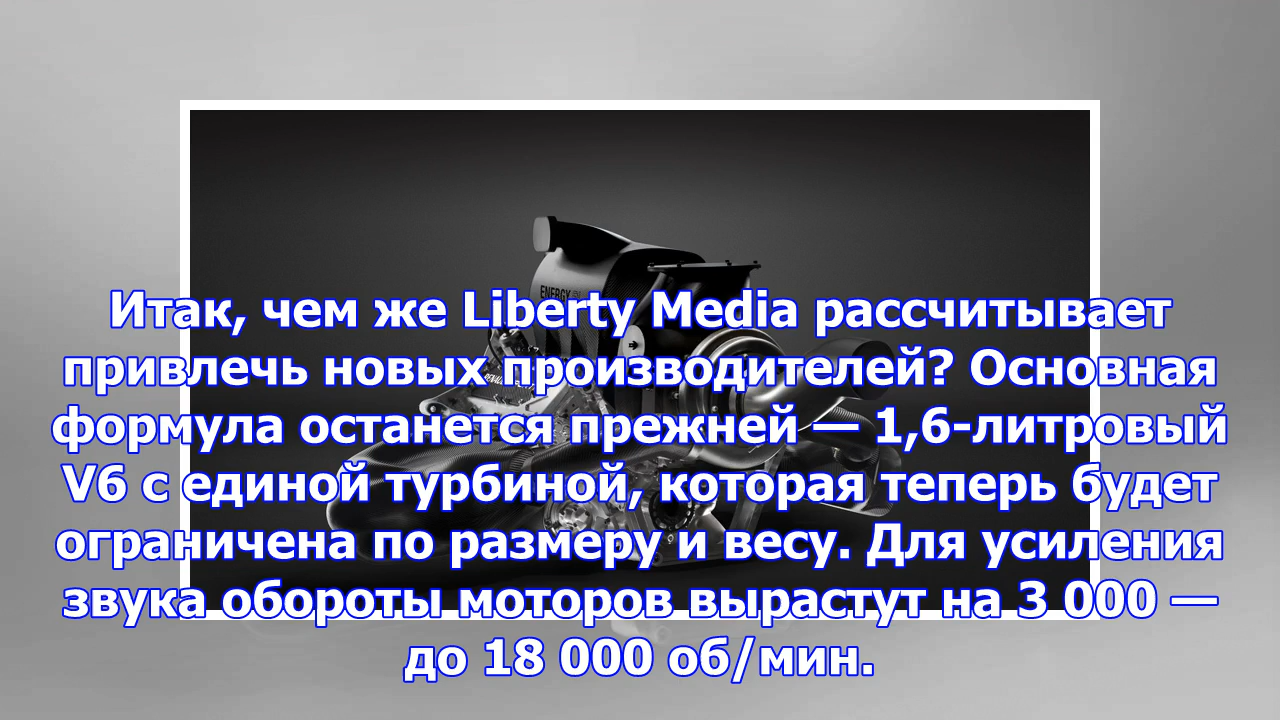 ENERGY
Итак, чем же Liberty Media рассчитывает
привлечь новых производителей? Основная
формула останется прежней — 1,6-литровый
V6 с единой турбиной, которая теперь будет
ограничена по размеру и весу. Для усиления
звука обороты моторов вырастут на 3 000 —
до 18 000 об/мин.